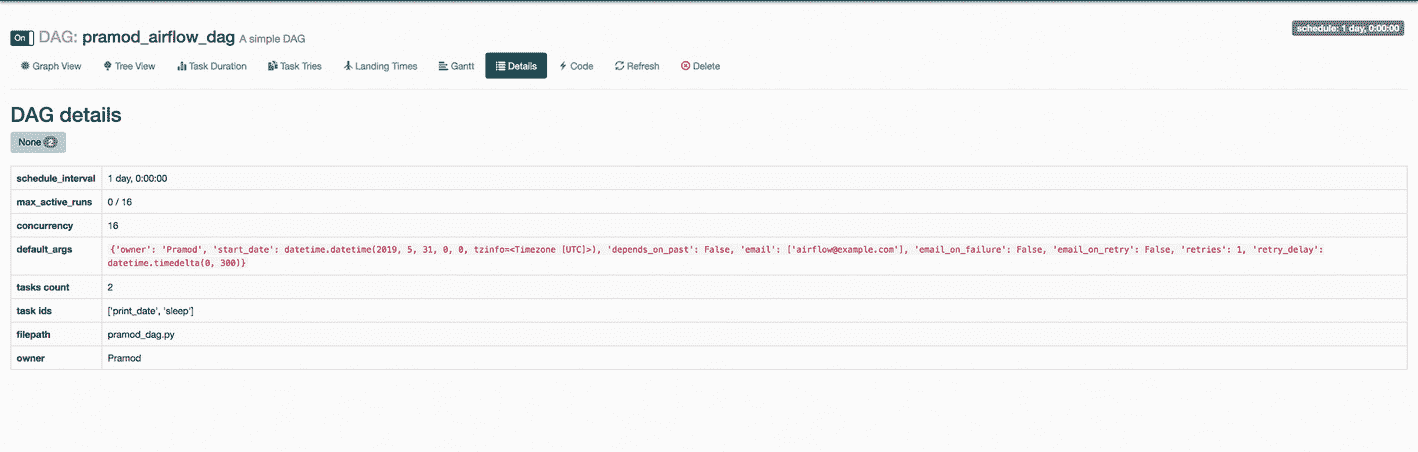 On DAG: pramod_airflow_dag A simple DAG
schedule: 1 day, 0:00:00
Graph View Tree View Task Duration Task Tries Landing Times Gantt Details Code Refresh Delete
DAG details
None 2
schedule_interval 1 day, 0:00:00
max_active_runs 0 / 16
concurrency 16
default_args {'owner': 'Pramod', 'start_date': datetime.datetime(2019, 5, 31, 0, 0, tzinfo=<Timezone [UTC]>), 'depends_on_past': False, 'email': ['airflow@example.com'], 'email_on_failure': False, 'email_on_retry': False, 'retries': 1, 'retry_delay':
datetime.timedelta(0, 300)}
tasks count 2
task ids ['print_date', 'sleep']
filepath pramod_dag.py
owner Pramod